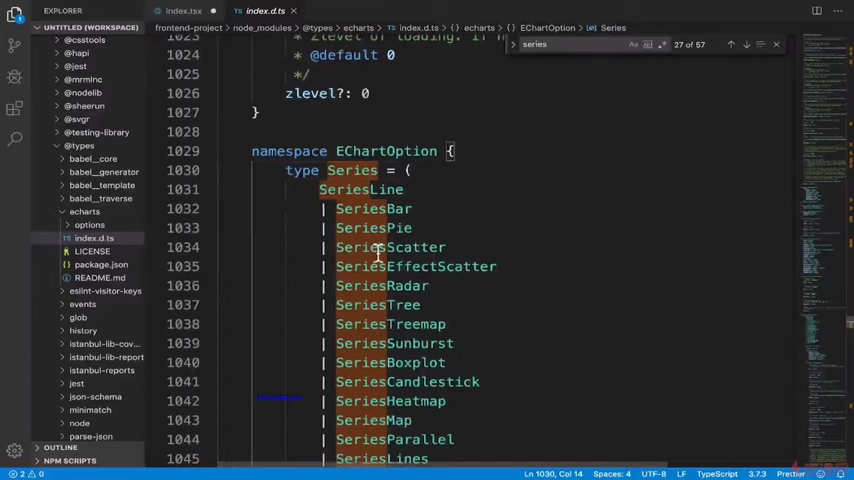 EXPLORER
UNTITLED (WORKSPACE)
@csstools
@hapi
@jest
@mrmlnc
@nodelib
@sheerun
@svgr
@testing-library
@types
babel__core
babel__generator
babel__template
babel__traverse
echarts
options
index.d.ts
LICENSE
package.json
README.md
eslint-visitor-keys
events
glob
history
istanbul-lib-cov...
istanbul-lib-report
istanbul-reports
jest
json-schema
minimatch
node
parse-json
OUTLINE
NPM SCRIPTS
index.tsx
index.d.ts
frontend-project > node_modules > @types > echarts > index.d.ts > {} echarts > {} EChartOption > Series
series
Aa
27 of 57
1024 * @default 0
1025 */
1026 zlevel?: 0
1027 }
1028
1029 namespace EChartOption {
1030 type Series = (
1031 SeriesLine
1032 | SeriesBar
1033 | SeriesPie
1034 | SeriesScatter
1035 | SeriesEffectScatter
1036 | SeriesRadar
1037 | SeriesTree
1038 | SeriesTreemap
1039 | SeriesSunburst
1040 | SeriesBoxplot
1041 | SeriesCandlestick
1042 | SeriesHeatmap
1043 | SeriesMap
1044 | SeriesParallel
1045 | SeriesLines
2 0
Ln 1030, Col 14 Spaces: 4 UTF-8 LF TypeScript 3.7.3 Prettier